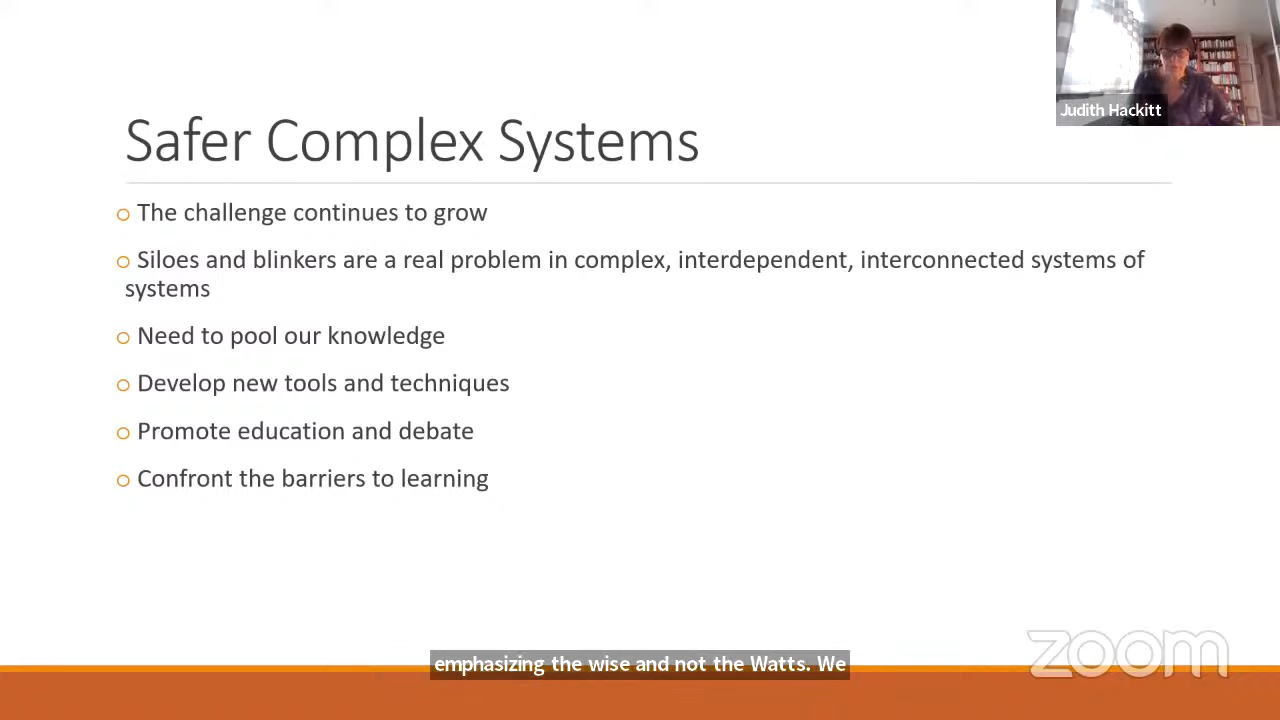 Judith Hackitt
Safer Complex Systems
o The challenge continues to grow
o Siloes and blinkers are a real problem in complex, interdependent, interconnected systems of
systems
o Need to pool our knowledge
o Develop new tools and techniques
o Promote education and debate
o Confront the barriers to learning
zoom
emphasizing the wise and not the Watts. We